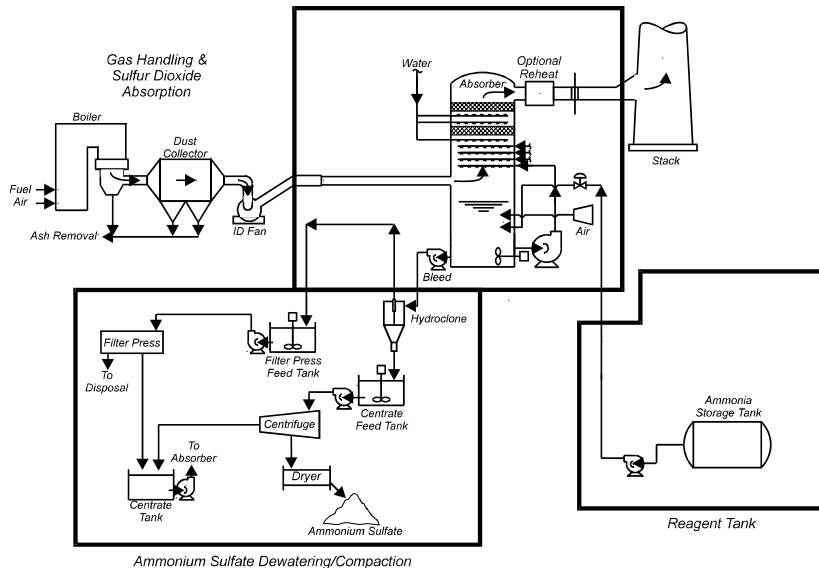 Gas Handling &
Sulfur Dioxide
Absorption
Water
Optional
Reheat
Absorber
Boiler
Dust
Collector
Stack
Fuel
Air
ID Fan
Ash Removal
Air
Bleed
Hydroclone
Filter Press
To
Disposal
Filter Press
Feed Tank
Centrate
Feed Tank
Centrifuge
To
Absorber
Dryer
Centrate
Tank
Ammonium Sulfate
Ammonium Sulfate Dewatering/Compaction
Ammonia
Storage Tank
Reagent Tank